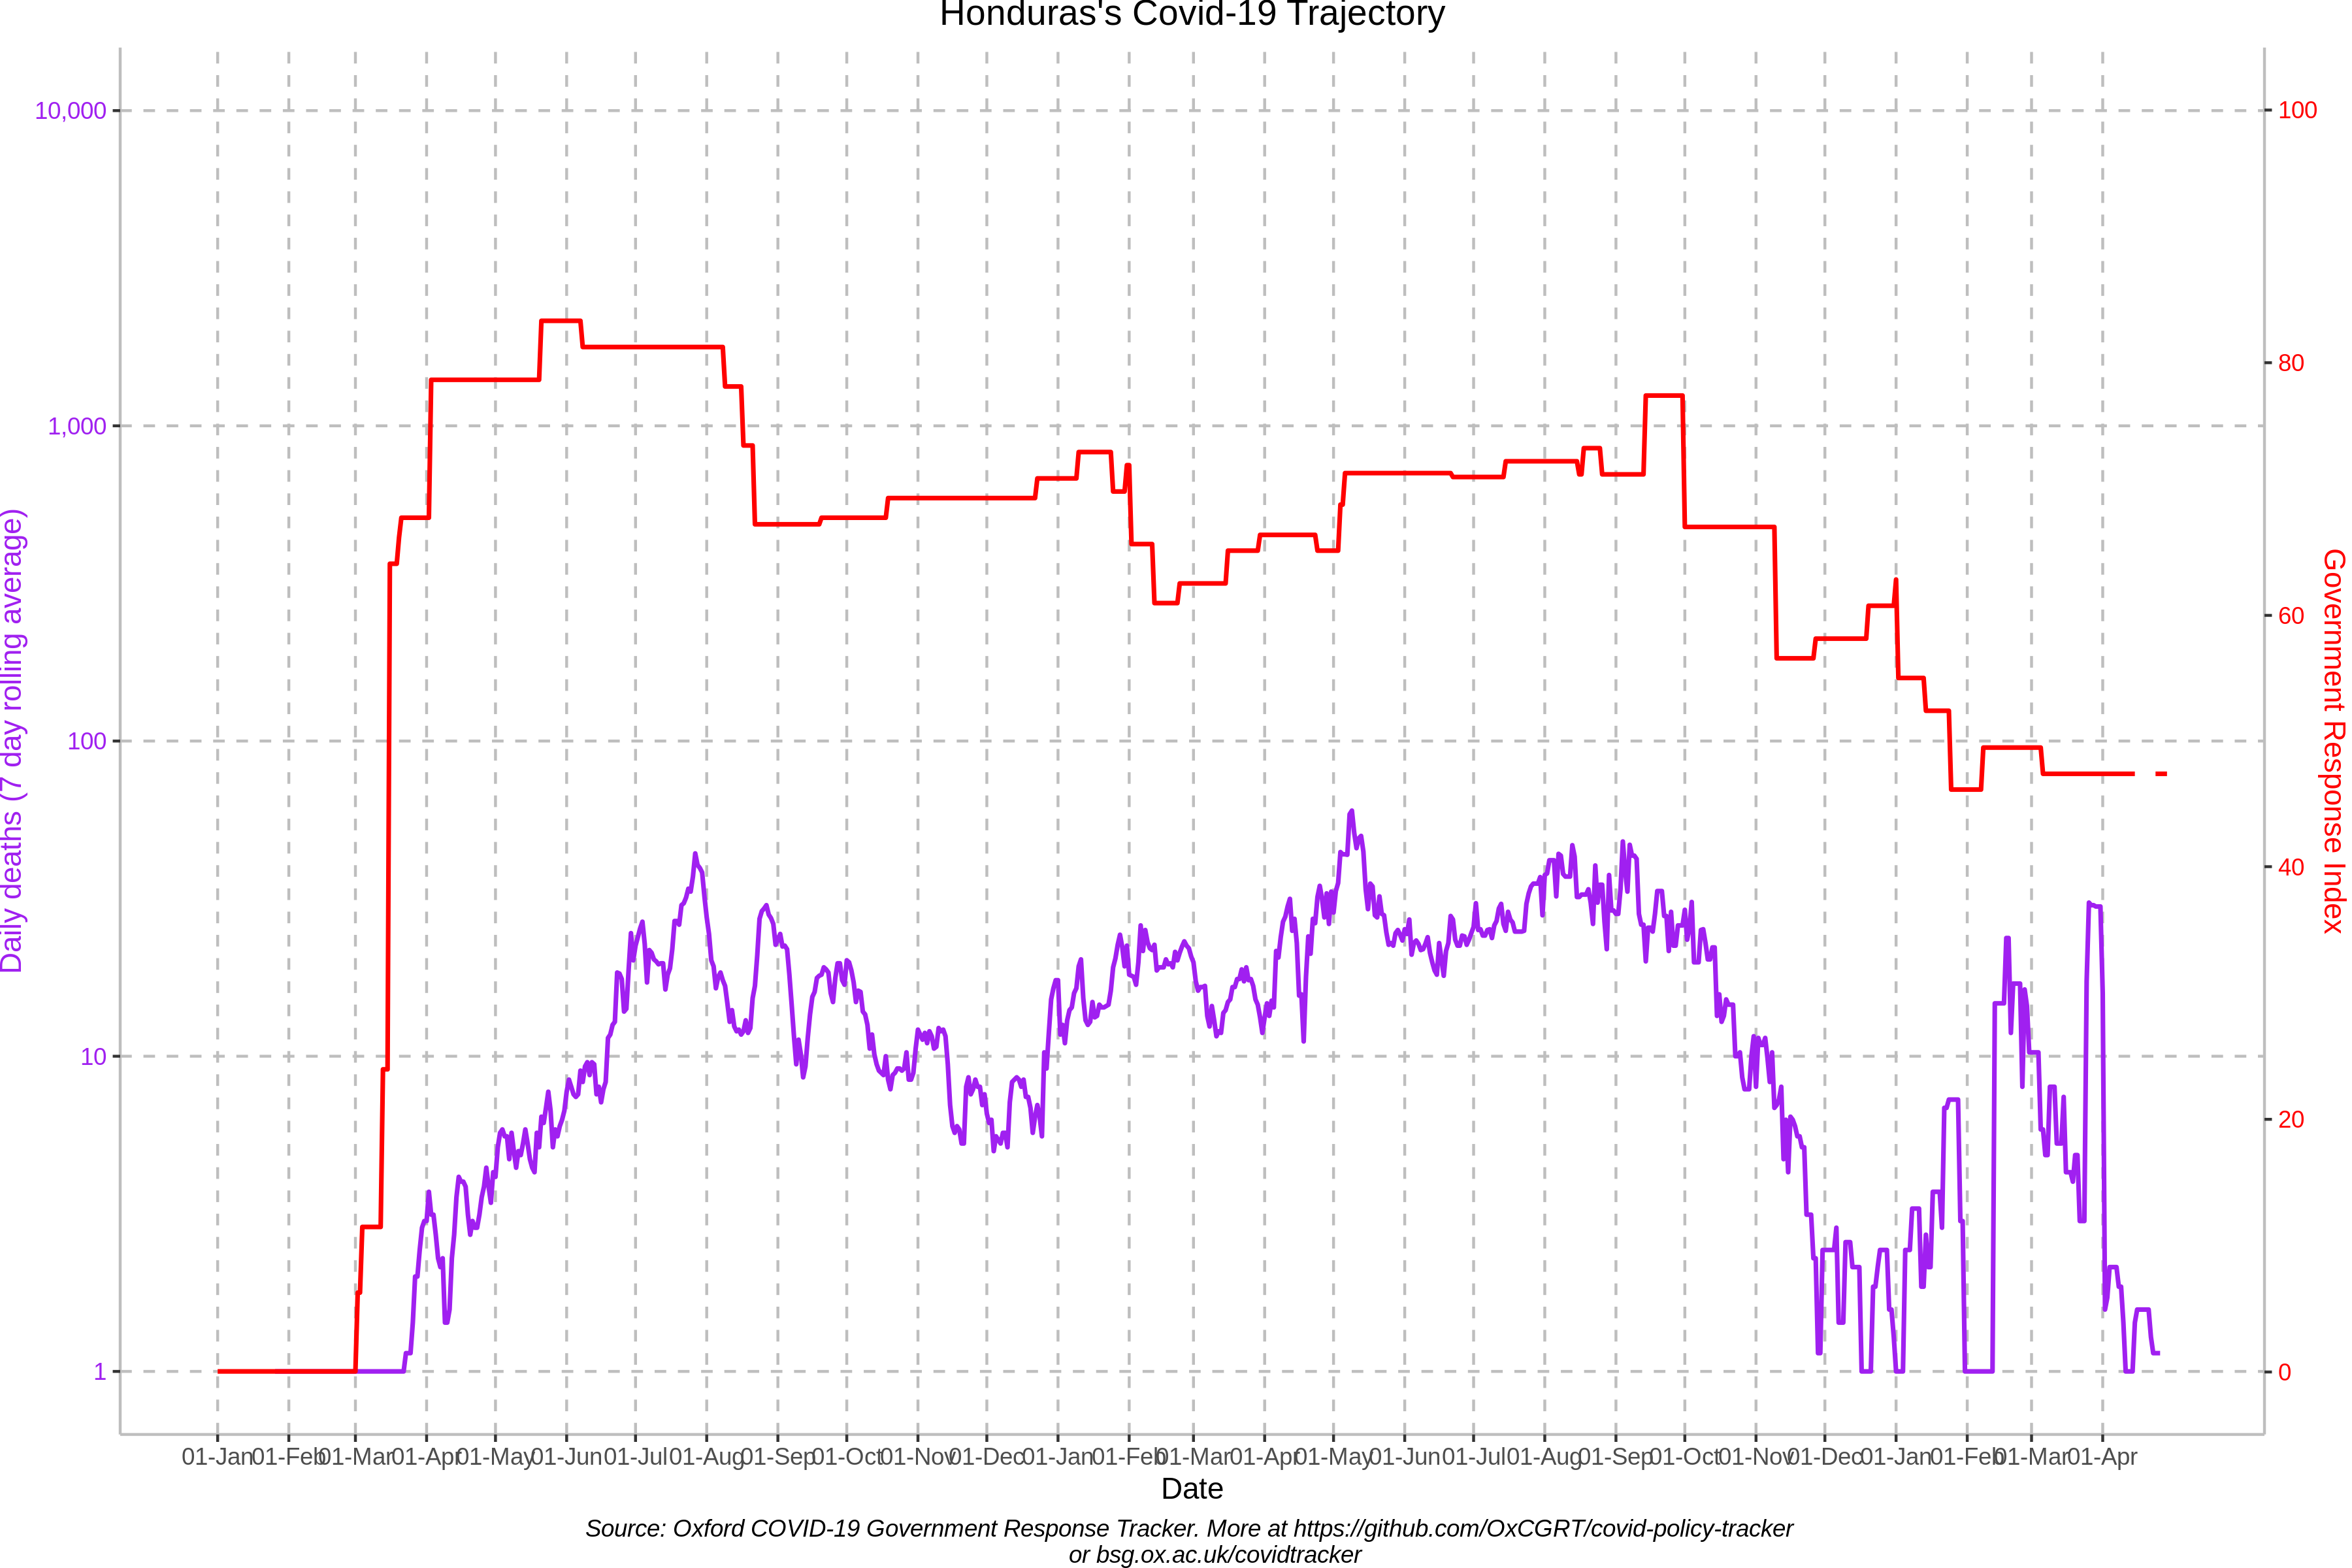 Honduras's Covid-19 Trajectory
10,000
1,000
100
10
1
Daily deaths (7 day rolling average)
100
80
60
40
20
0
Government Response Index
01-Jan 01-Feb 01-Mar 01-Apr 01-May 01-Jun 01-Jul 01-Aug 01-Sep 01-Oct 01-Nov 01-Dec 01-Jan 01-Feb 01-Mar 01-Apr 01-May 01-Jun 01-Jul 01-Aug 01-Sep 01-Oct 01-Nov 01-Dec 01-Jan 01-Feb 01-Mar 01-Apr
Date
Source: Oxford COVID-19 Government Response Tracker. More at https://github.com/OxCGRT/covid-policy-tracker
or bsg.ox.ac.uk/covidtracker